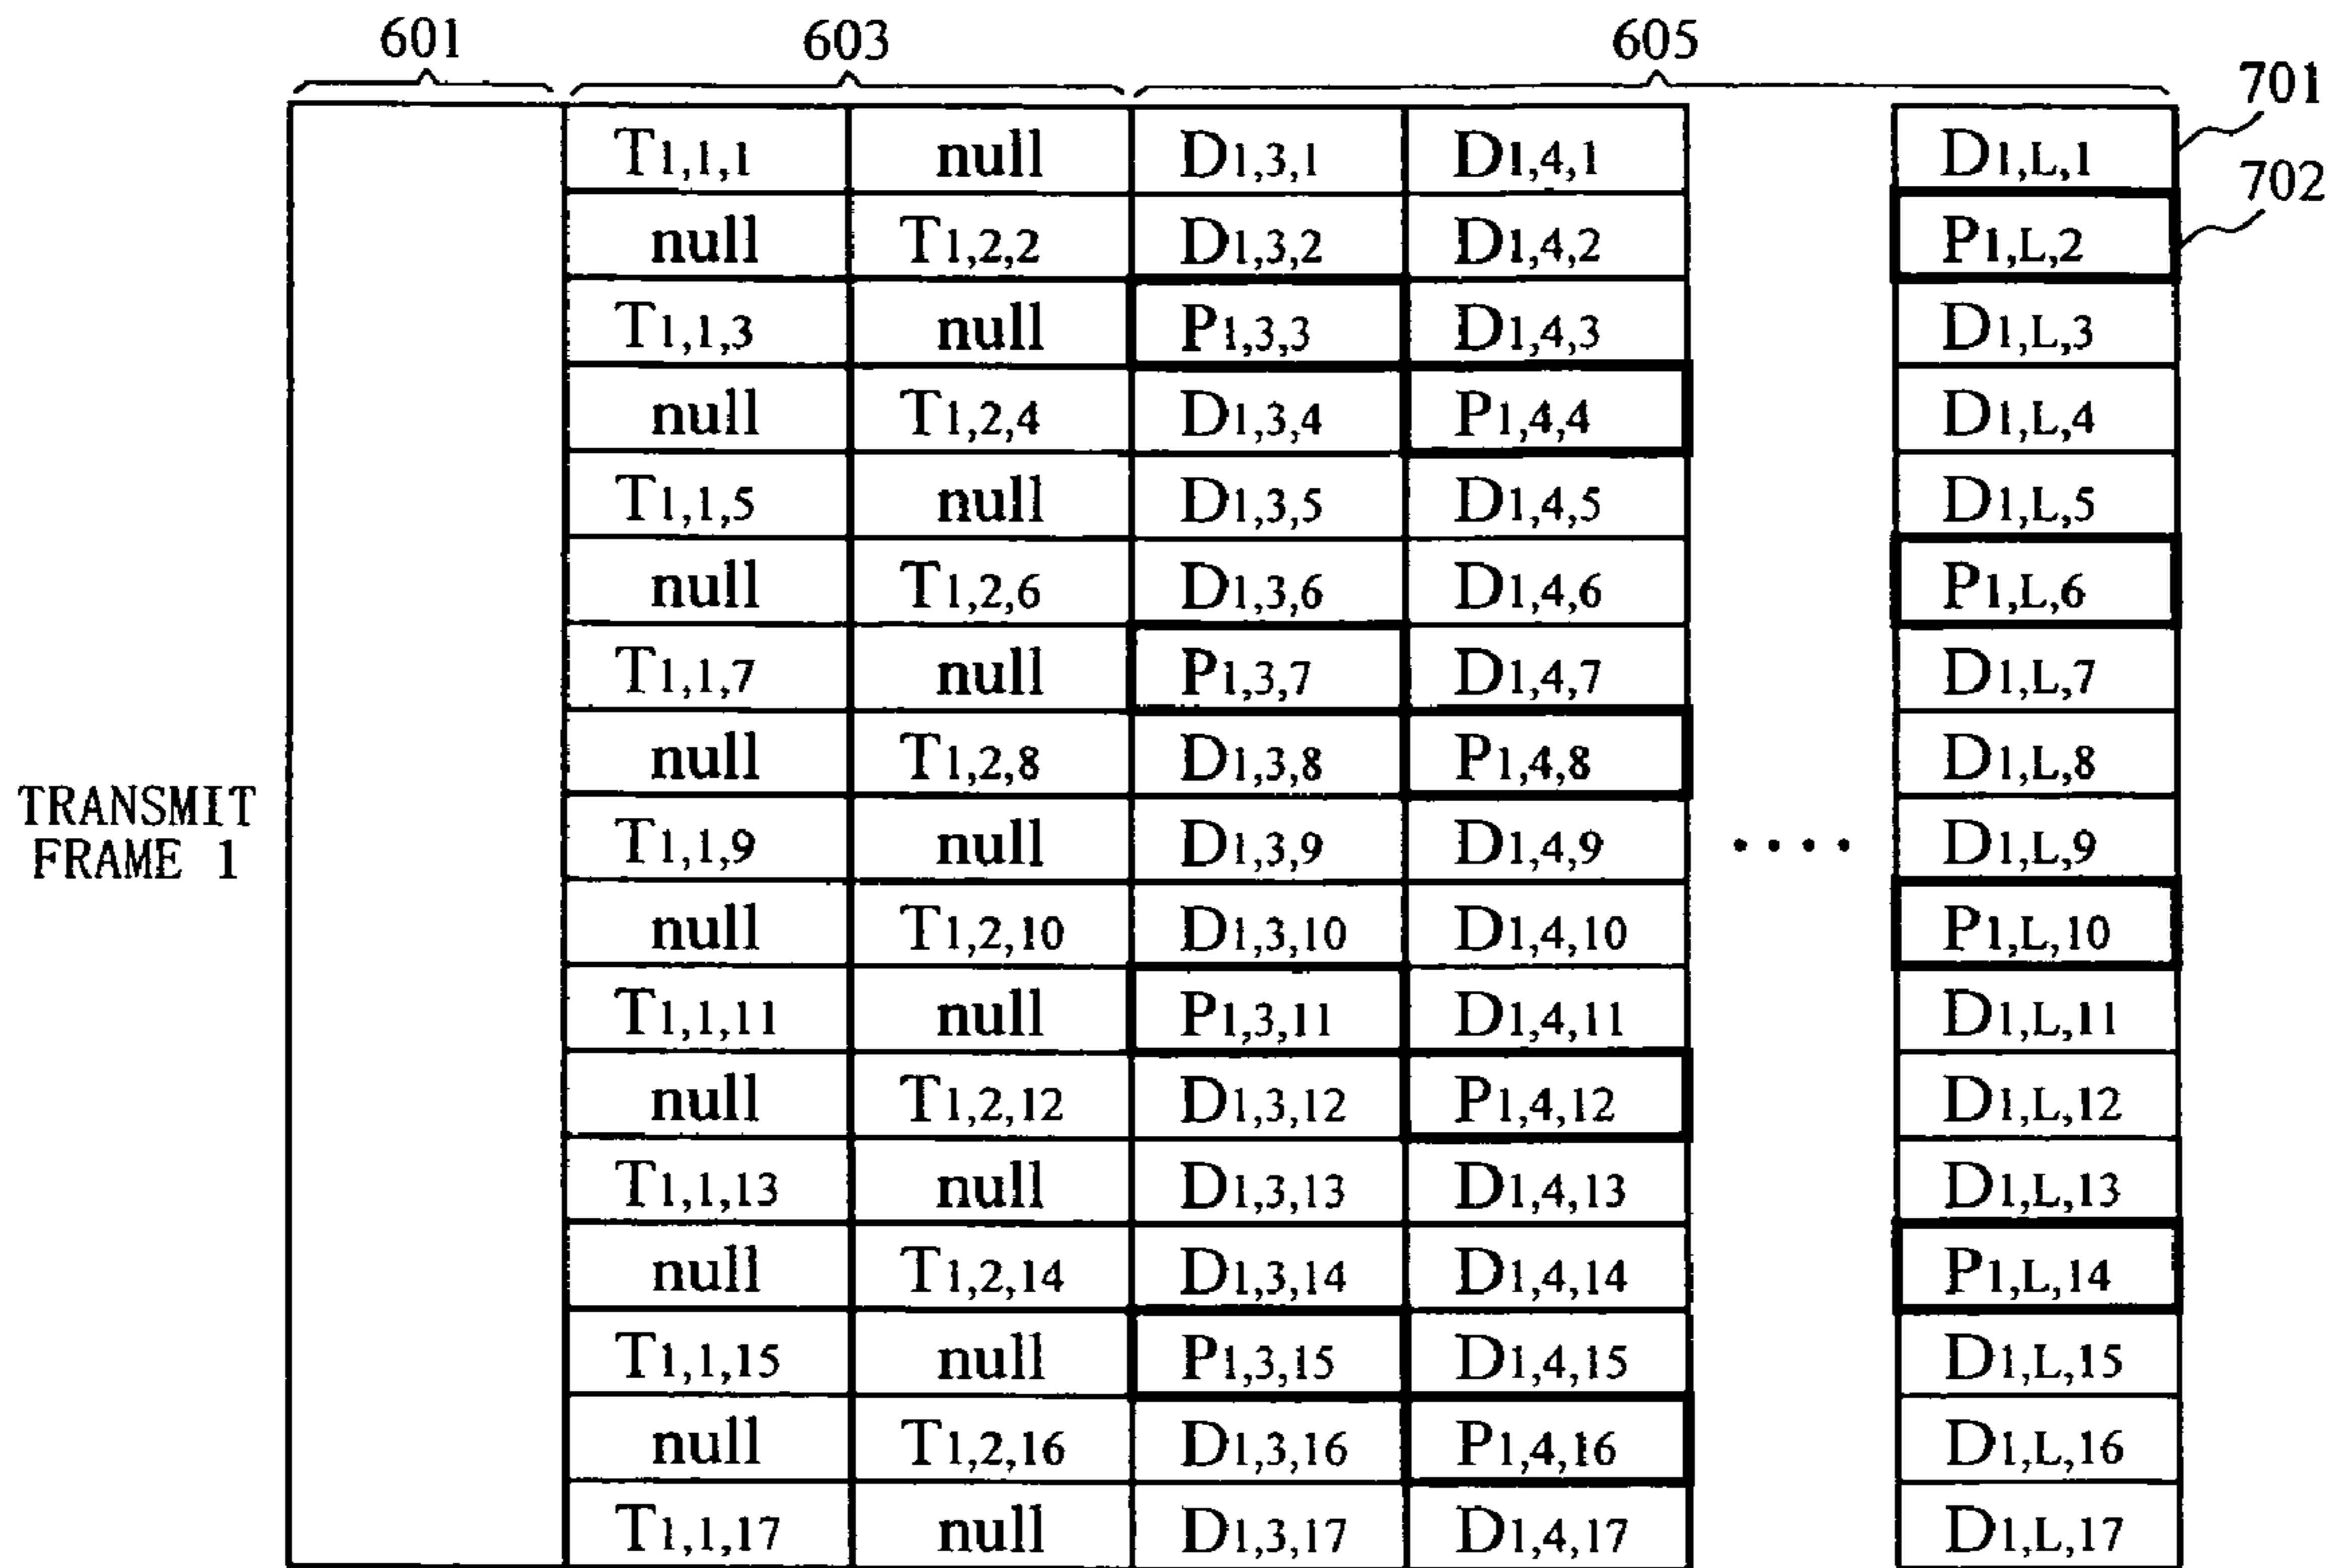 601 603 605
701
702
T1,1,1 null D1,3,1 D1,4,1 D1,L,1
null T1,2,2 D1,3,2 D1,4,2 P1,L,2
T1,1,3 null P1,3,3 D1,4,3 D1,L,3
null T1,2,4 D1,3,4 P1,4,4 D1,L,4
T1,1,5 null D1,3,5 D1,4,5 D1,L,5
null T1,2,6 D1,3,6 D1,4,6 P1,L,6
T1,1,7 null P1,3,7 D1,4,7 D1,L,7
null T1,2,8 D1,3,8 P1,4,8 D1,L,8
TRANSMIT
FRAME 1
T1,1,9 null D1,3,9 D1,4,9 .... D1,L,9
null T1,2,10 D1,3,10 D1,4,10 P1,L,10
T1,1,11 null P1,3,11 D1,4,11 D1,L,11
null T1,2,12 D1,3,12 P1,4,12 D1,L,12
T1,1,13 null D1,3,13 D1,4,13 D1,L,13
null T1,2,14 D1,3,14 D1,4,14 P1,L,14
T1,1,15 null P1,3,15 D1,4,15 D1,L,15
null T1,2,16 D1,3,16 P1,4,16 D1,L,16
T1,1,17 null D1,3,17 D1,4,17 D1,L,17